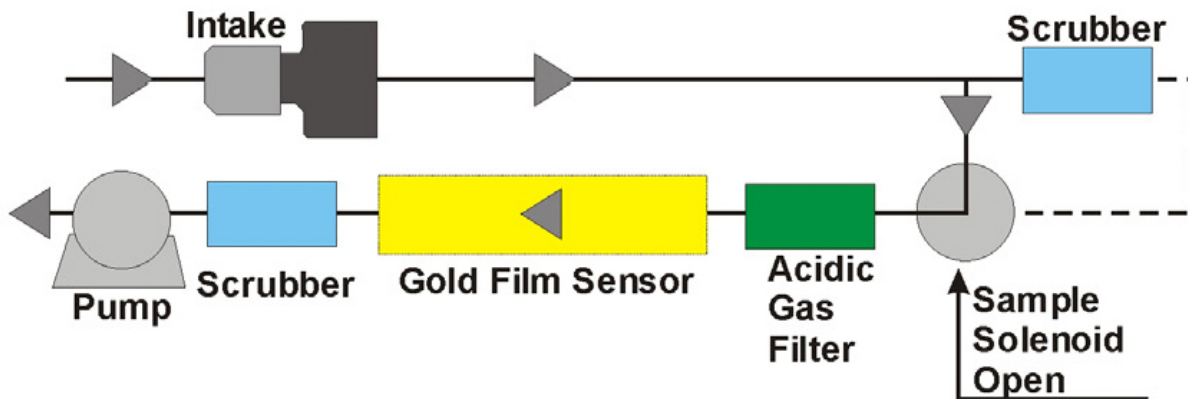 Intake
Scrubber
Pump
Scrubber
Gold Film Sensor
Acidic
Gas
Filter
Sample
Solenoid
Open